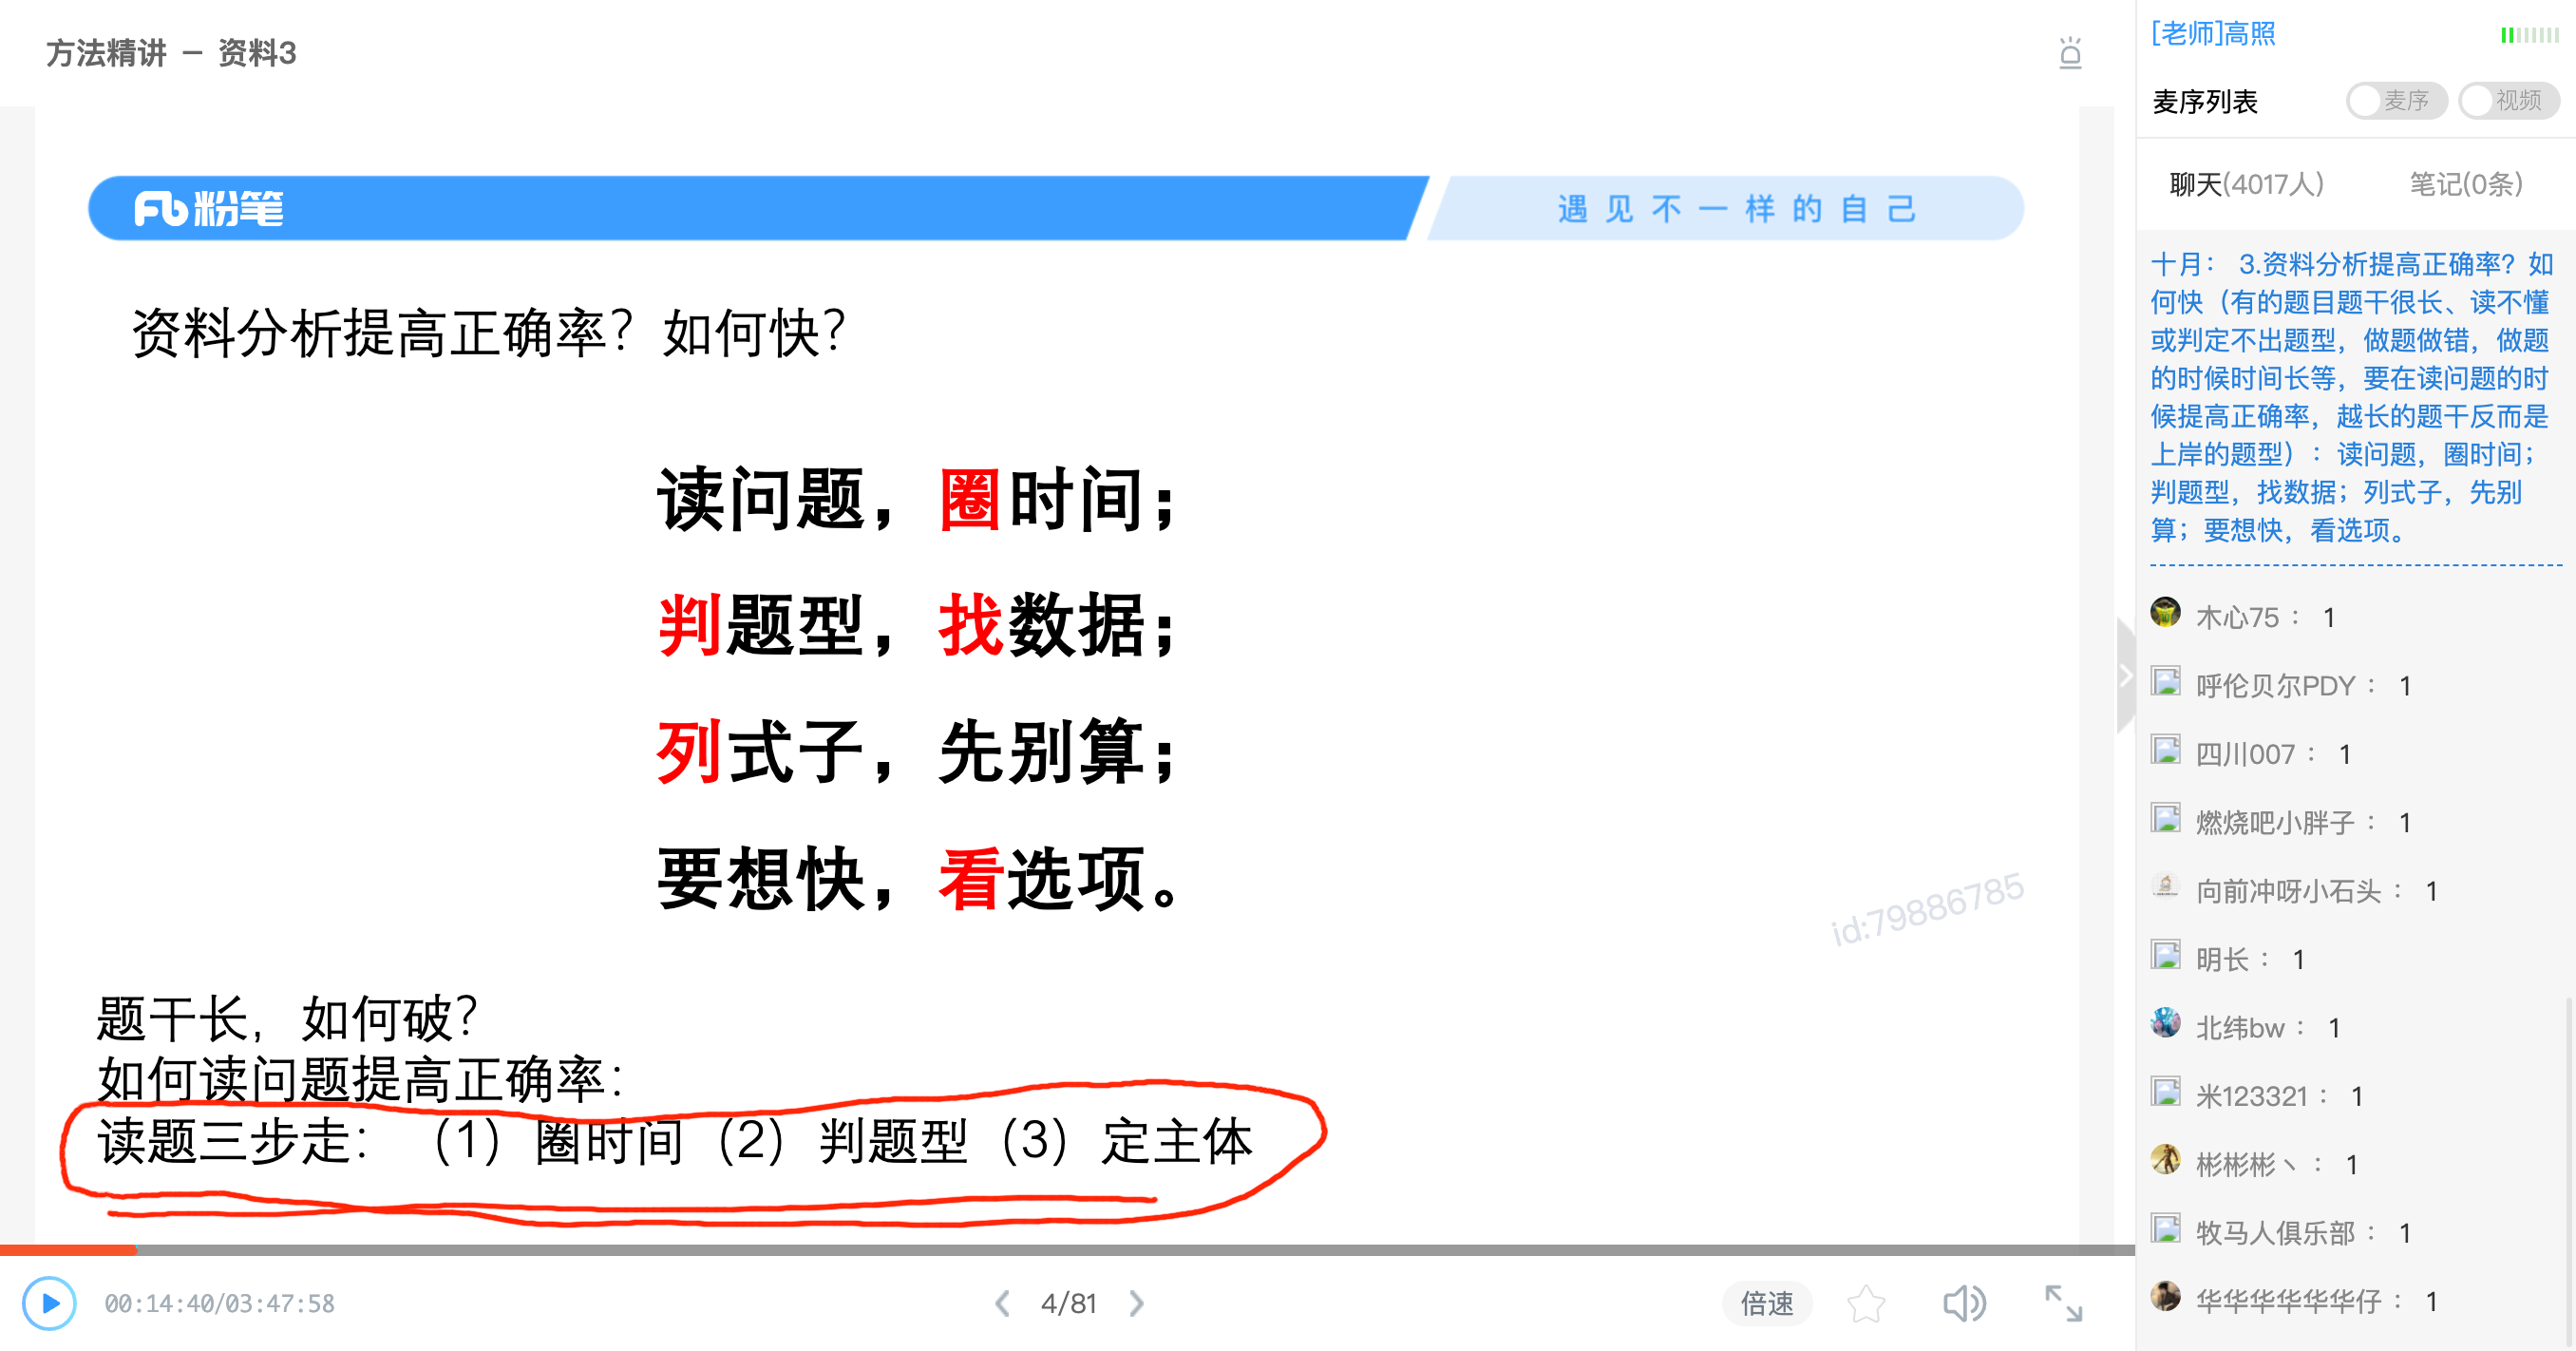 方法精讲 － 资料3
Fb粉笔
遇见不一样的自己
资料分析提高正确率？如何快？
读问题，圈时间；
判题型，找数据；
列式子，先别算；
要想快，看选项。
id:79886785
题干长，如何破？
如何读问题提高正确率：
读题三步走：（1）圈时间（2）判题型（3）定主体
00:14:40/03:47:58
4/81
倍速
[老师]高照
麦序列表
麦序
视频
聊天(4017人)
笔记(0条)
十月： 3.资料分析提高正确率？如
何快（有的题目题干很长、读不懂
或判定不出题型，做题做错，做题
的时候时间长等，要在读问题的时
候提高正确率，越长的题干反而是
上岸的题型）：读问题，圈时间；
判题型，找数据；列式子，先别
算；要想快，看选项。
木心75： 1
呼伦贝尔PDY： 1
四川007： 1
燃烧吧小胖子： 1
向前冲呀小石头： 1
明长： 1
北纬bw： 1
米123321： 1
彬彬彬丶： 1
牧马人俱乐部： 1
华华华华华华仔： 1